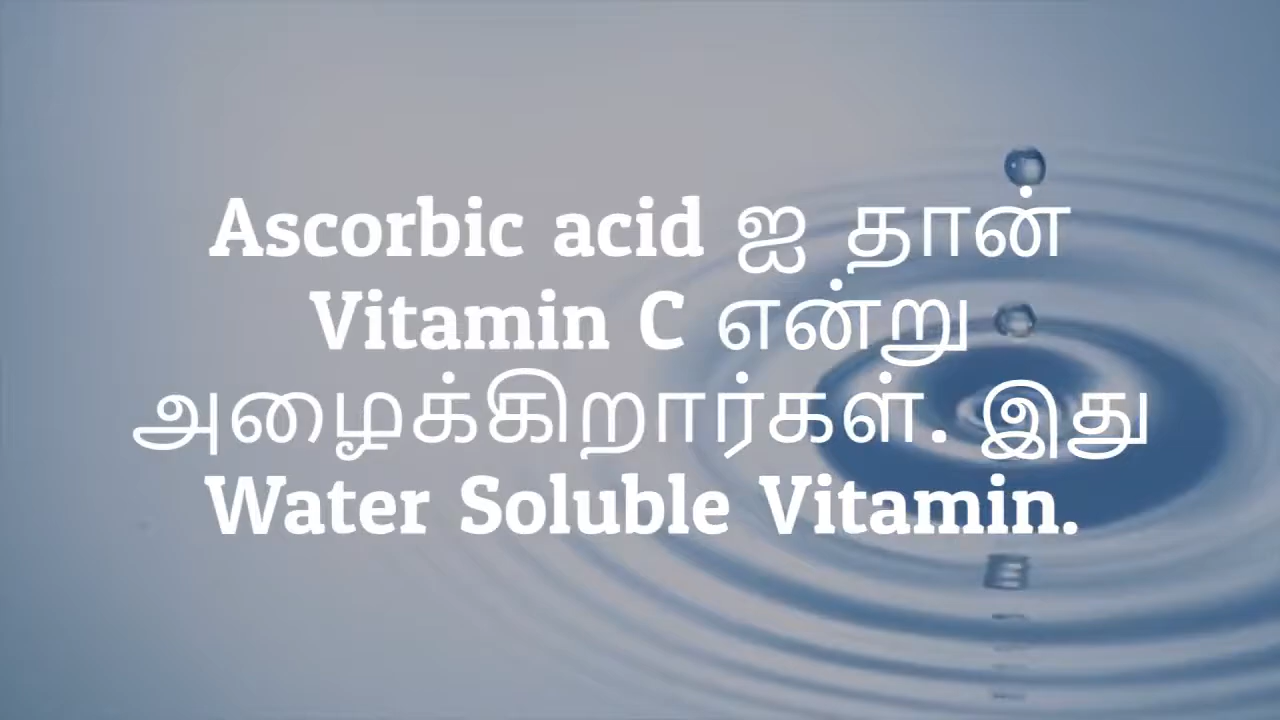 Ascorbic acid ஐ தான்
Vitamin C என்று
அழைக்கிறார்கள். இது
Water Soluble Vitamin.